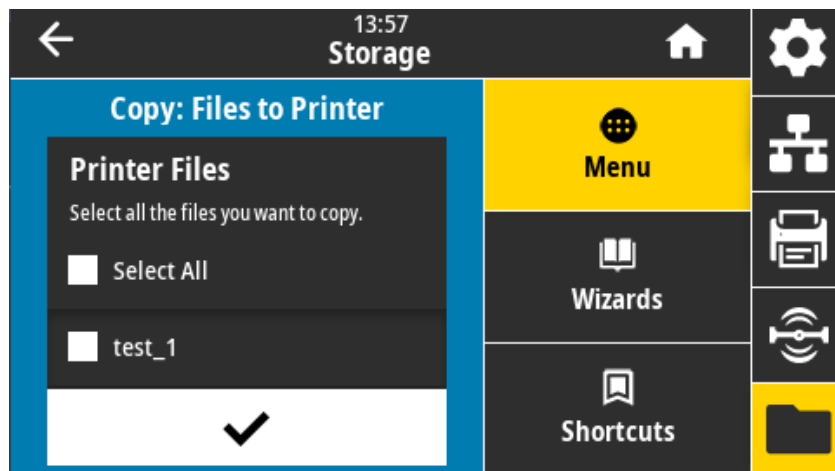 13:57
Storage
Copy: Files to Printer
Printer Files
Select all the files you want to copy.
Select All
test_1
Menu
Wizards
Shortcuts